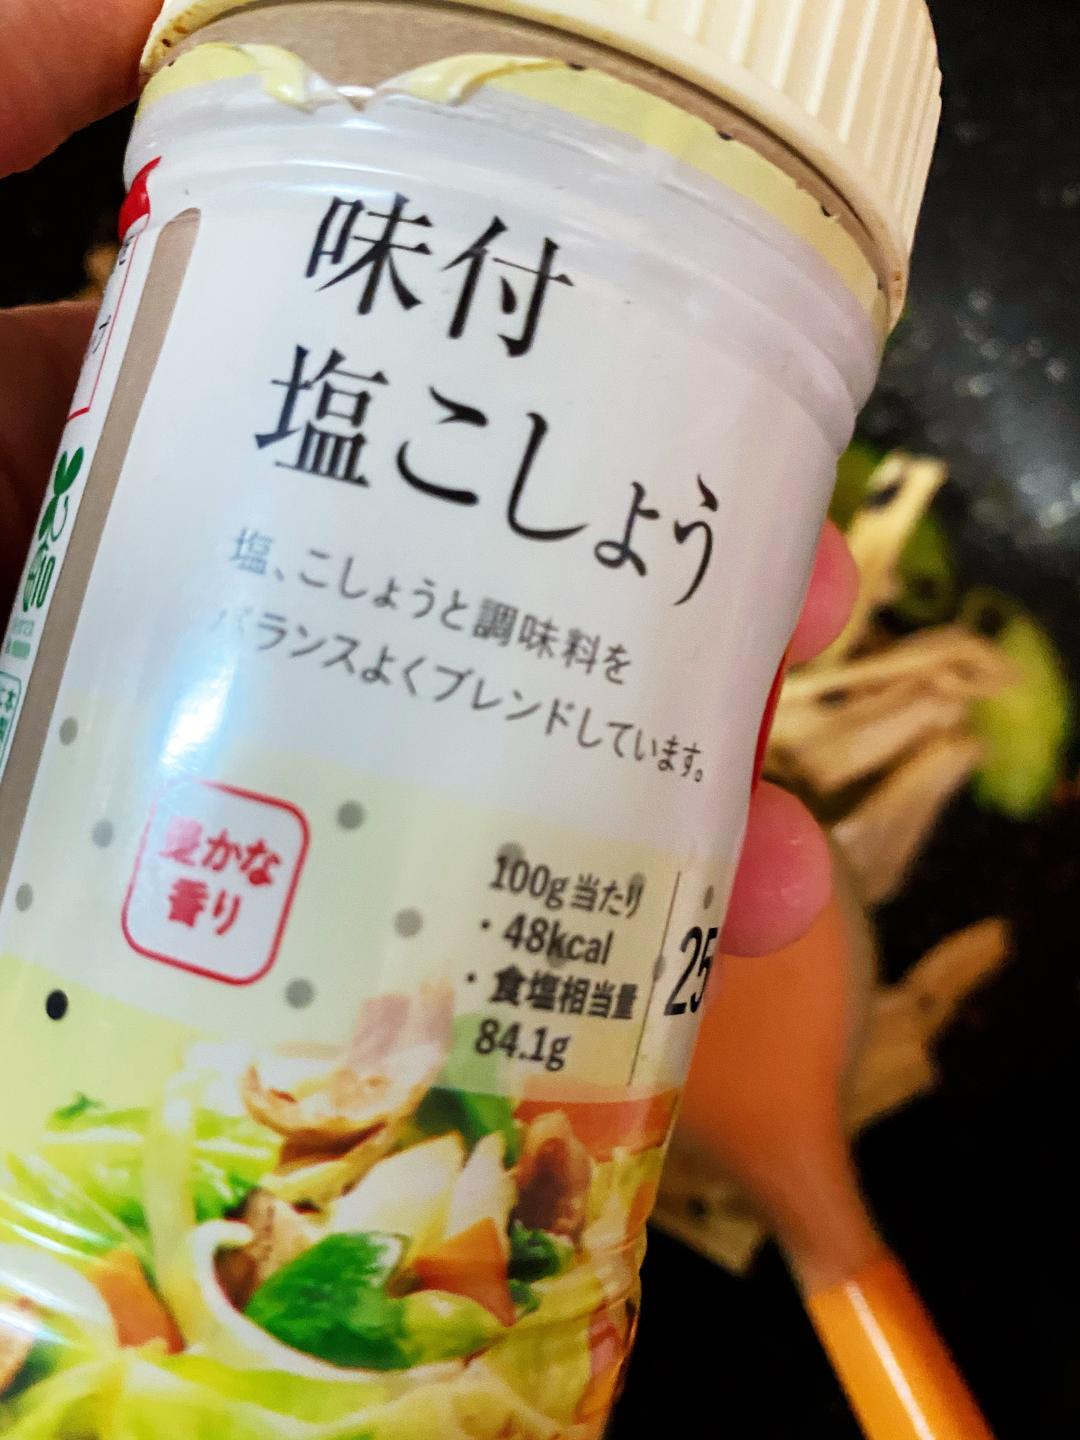 味付
塩こしょう
塩、こしょうと調味料を
バランスよくブレンドしています。
豊かな
香り
100g当たり
・48kcal
・食塩相当量
84.1g
25